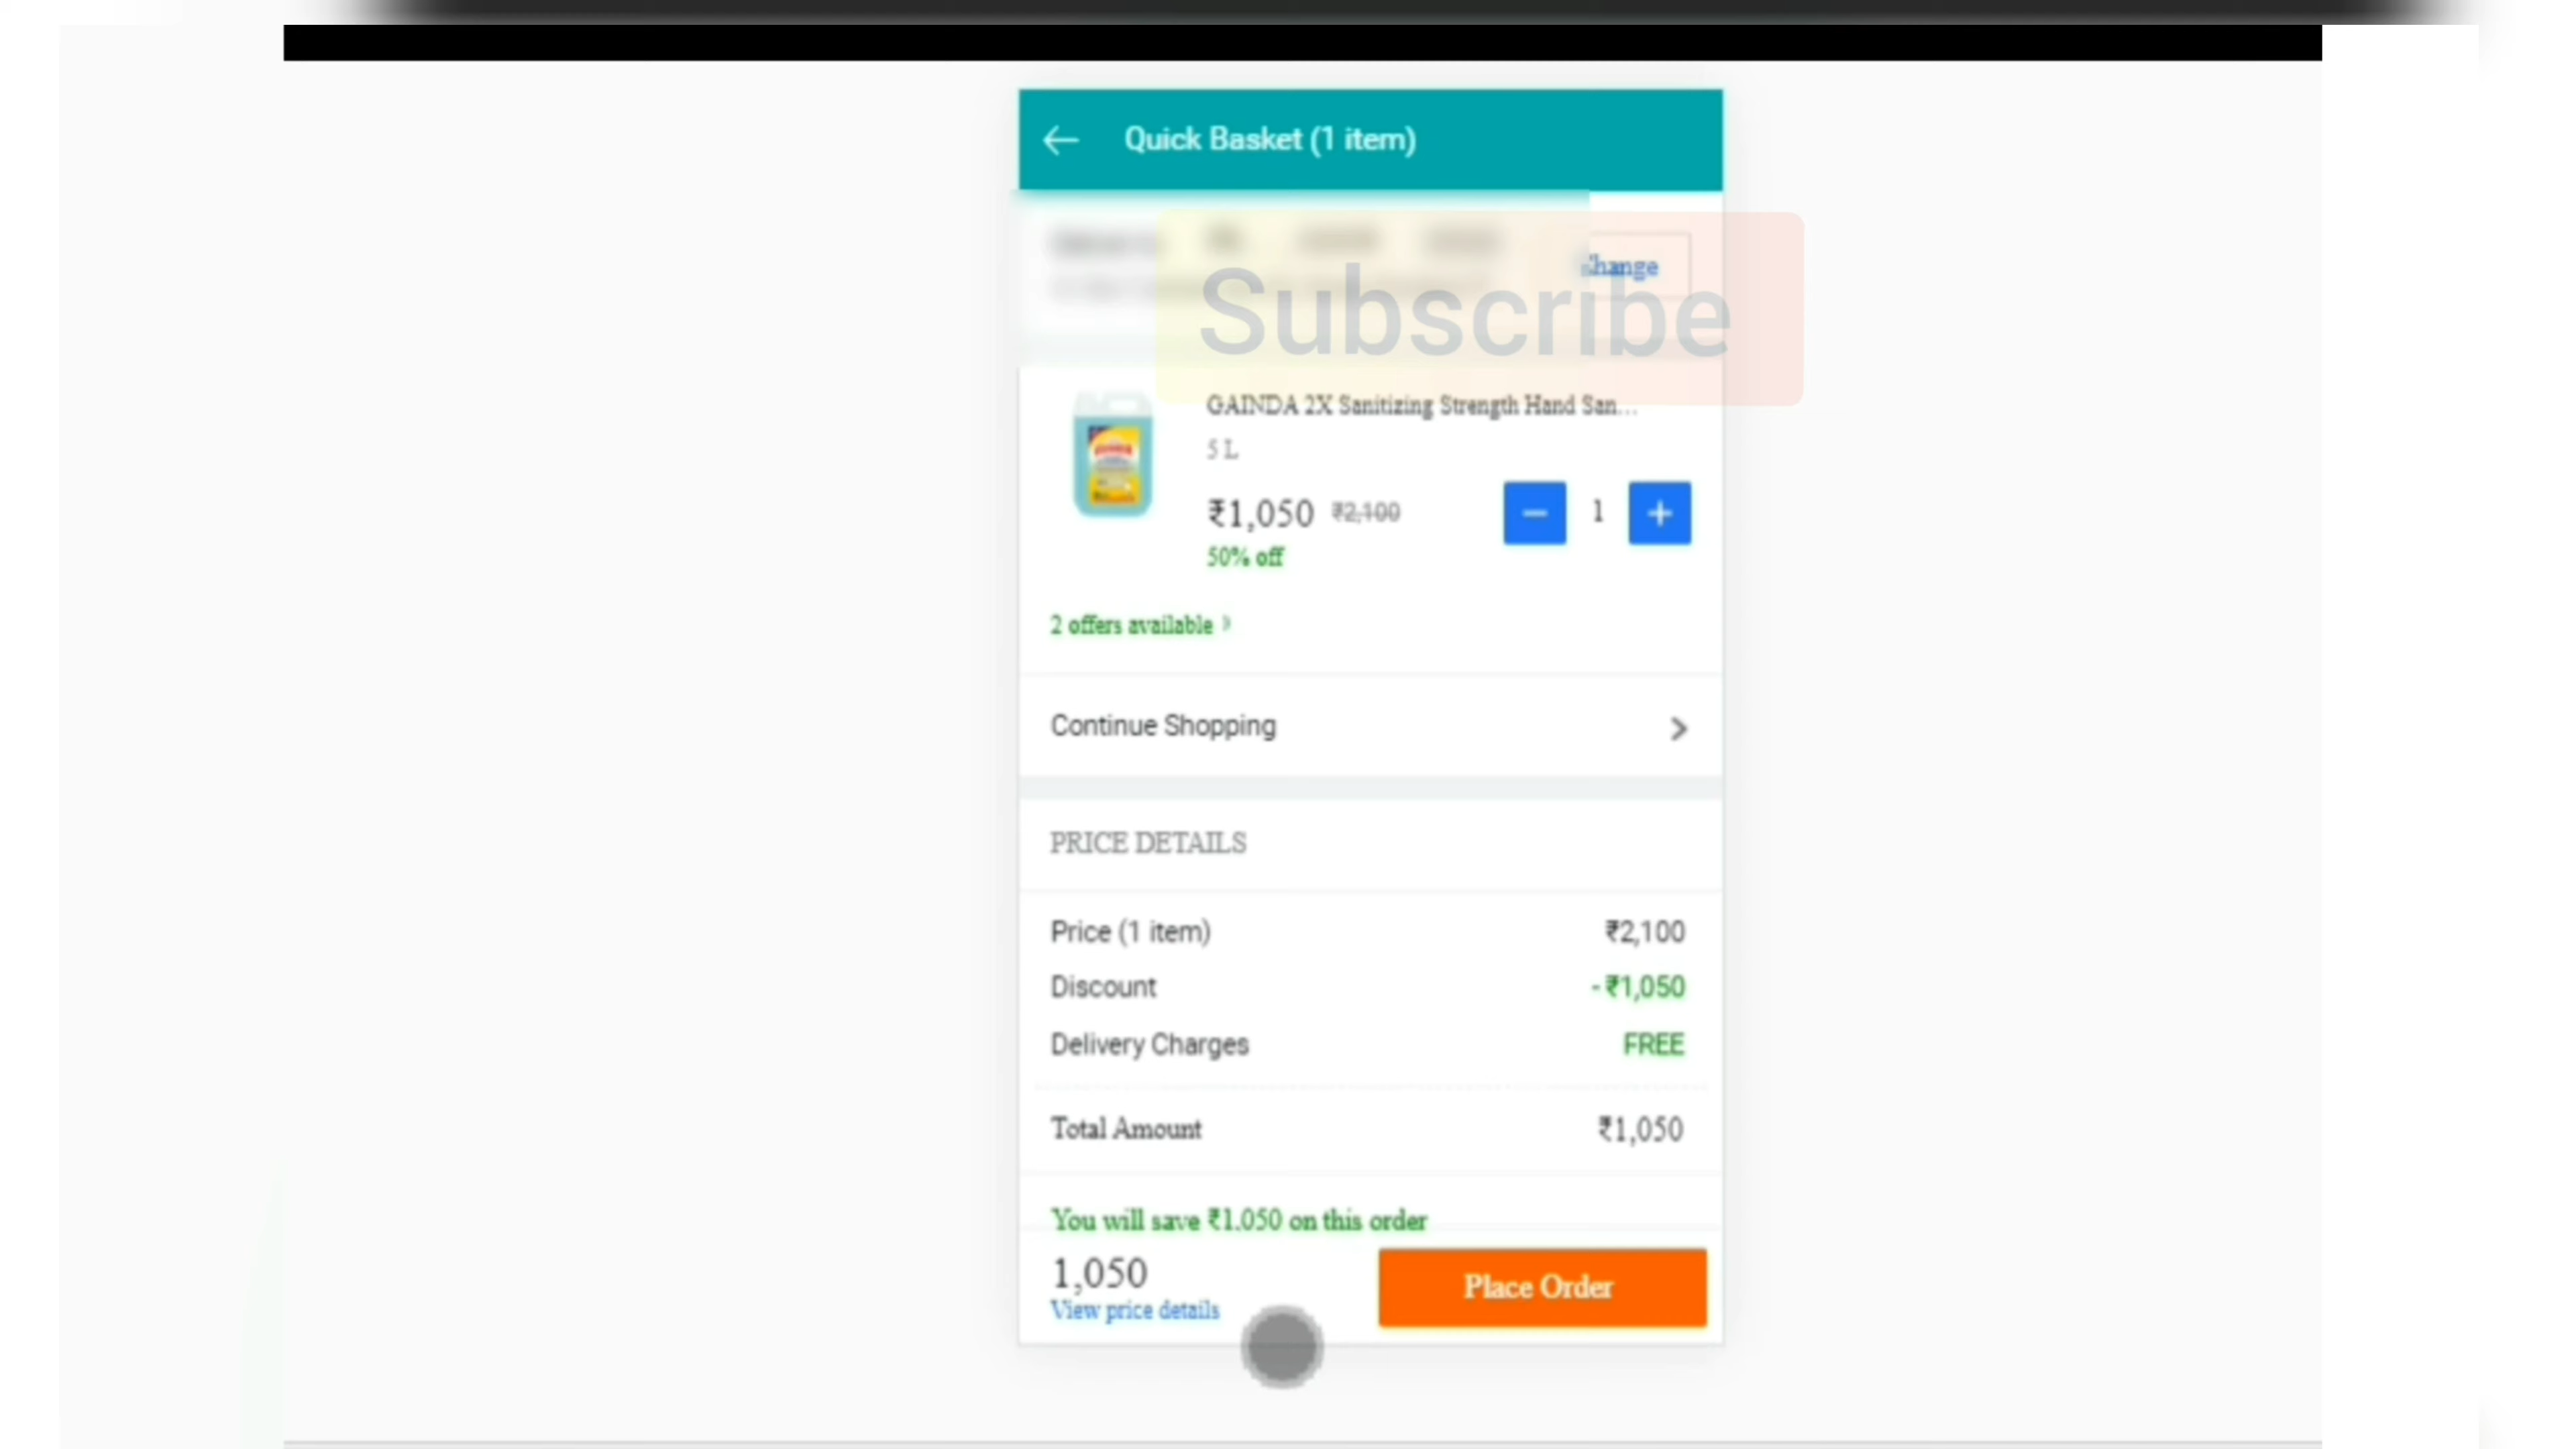 Quick Basket (1 item)
Change
Subscribe
GAINDA 2X Sanitizing Strength Hand San...
5 L
₹1,050 ₹2,100
50% off
1
2 offers available
Continue Shopping
PRICE DETAILS
Price (1 item) ₹2,100
Discount - ₹1,050
Delivery Charges FREE
Total Amount ₹1,050
You will save ₹1,050 on this order
1,050
View price details
Place Order